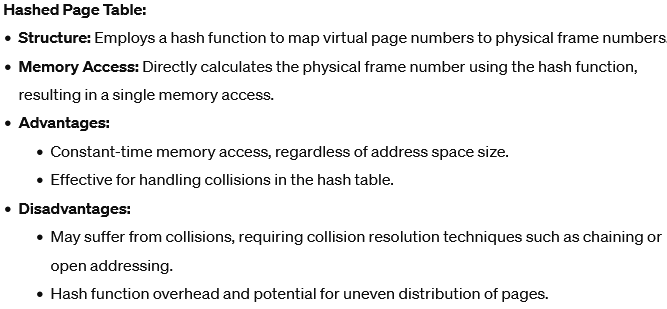 Hashed Page Table:
• Structure: Employs a hash function to map virtual page numbers to physical frame numbers.
• Memory Access: Directly calculates the physical frame number using the hash function,
resulting in a single memory access.
• Advantages:
• Constant-time memory access, regardless of address space size.
• Effective for handling collisions in the hash table.
• Disadvantages:
• May suffer from collisions, requiring collision resolution techniques such as chaining or
open addressing.
• Hash function overhead and potential for uneven distribution of pages.